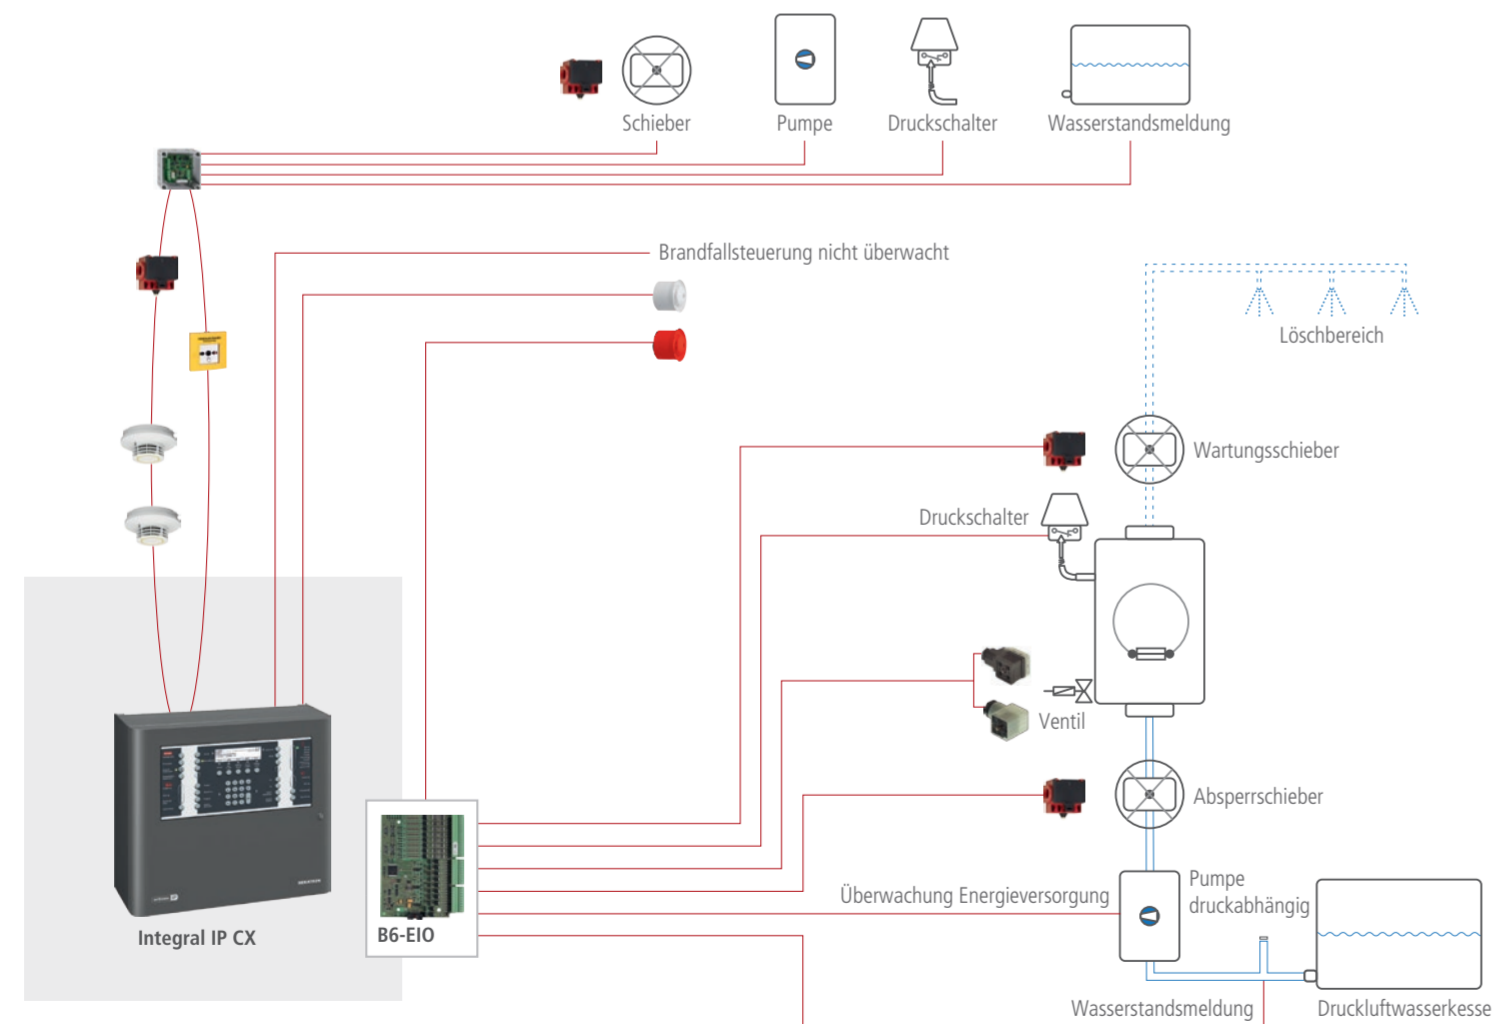 Schieber
Pumpe
Druckschalter
Wasserstandsmeldung
Brandfallsteuerung nicht überwacht
Löschbereich
Wartungsschieber
Druckschalter
Ventil
Absperrschieber
Überwachung Energieversorgung
Pumpe
druckabhängig
B6-EIO
Integral IP CX
Wasserstandsmeldung
Druckluftwasserkesse